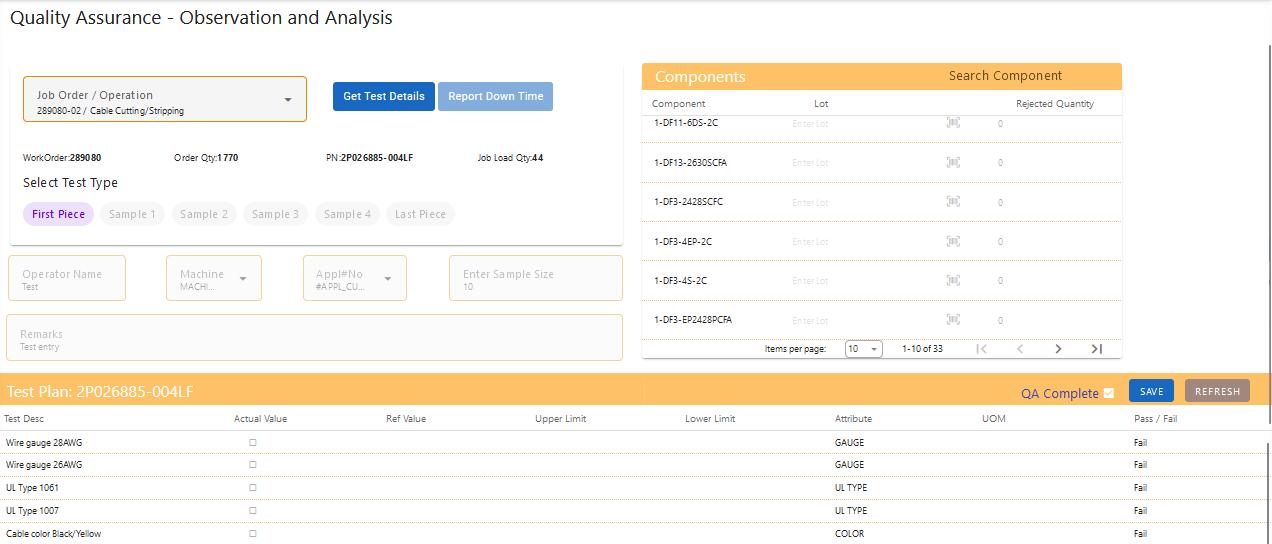 Quality Assurance - Observation and Analysis
Job Order / Operation
289080-02 / Cable Cutting/Stripping
Get Test Details
Report Down Time
WorkOrder:289080 Order Qty:1770 PN:2P026885-004LF Job Load Qty:44
Select Test Type
First Piece Sample 1 Sample 2 Sample 3 Sample 4 Last Piece
Operator Name
Test
Machine
MACHI...
Appl#No
#APPL_CU...
Enter Sample Size
10
Remarks
Test entry
Components Search Component
Component Lot Rejected Quantity
1-DF11-6DS-2C Enter Lot 0
1-DF13-2630SCFA Enter Lot 0
1-DF3-2428SCFC Enter Lot 0
1-DF3-4EP-2C Enter Lot 0
1-DF3-4S-2C Enter Lot 0
1-DF3-EP2428PCFA Enter Lot 0
Items per page: 10 1-10 of 33
Test Plan: 2P026885-004LF QA Complete SAVE REFRESH
Test Desc Actual Value Ref Value Upper Limit Lower Limit Attribute UOM Pass / Fail
Wire gauge 28AWG GAUGE Fail
Wire gauge 26AWG GAUGE Fail
UL Type 1061 UL TYPE Fail
UL Type 1007 UL TYPE Fail
Cable color Black/Yellow COLOR Fail